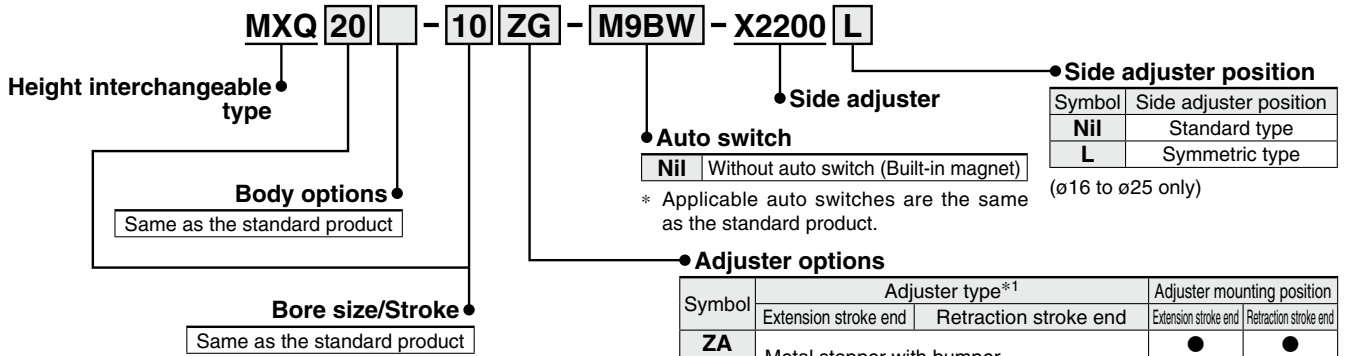 MXQ 20 – 10 ZG – M9BW – X2200 L
Height interchangeable
type
Body options
Same as the standard product
Bore size/Stroke
Same as the standard product
Side adjuster
Auto switch
Nil Without auto switch (Built-in magnet)
* Applicable auto switches are the same
as the standard product.
Side adjuster position
Symbol Side adjuster position
Nil Standard type
L Symmetric type
(ø16 to ø25 only)
Adjuster options
Symbol Adjuster type*1 Adjuster mounting position
Extension stroke end Retraction stroke end Extension stroke end Retraction stroke end
ZA Metal stopper with bumper ● ●